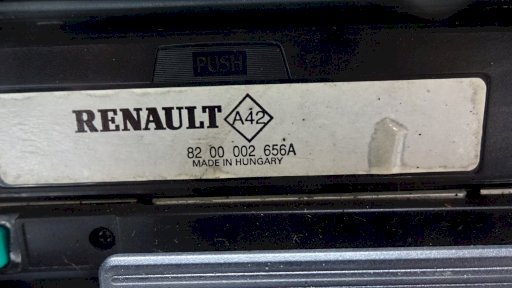 PUSH
RENAULT A42
82 00 002 656A
MADE IN HUNGARY